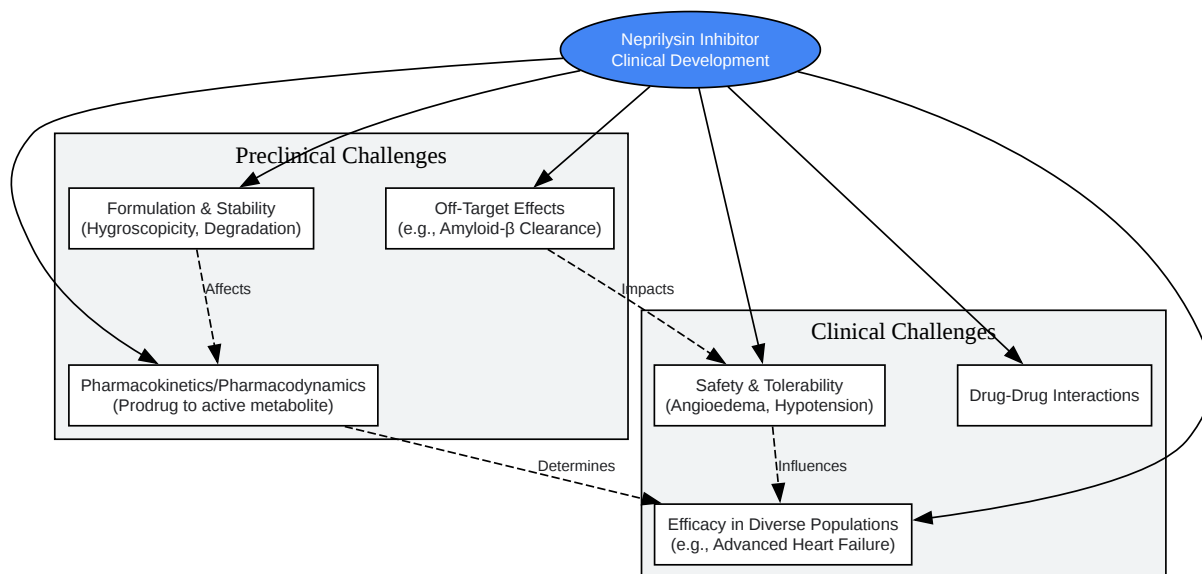 Neprilysin Inhibitor
Clinical Development
Preclinical Challenges
Formulation & Stability
(Hygroscopicity, Degradation)
Off-Target Effects
(e.g., Amyloid-β Clearance)
Affects
Impacts
Clinical Challenges
Pharmacokinetics/Pharmacodynamics
(Prodrug to active metabolite)
Safety & Tolerability
(Angioedema, Hypotension)
Drug-Drug Interactions
Determines
Influences
Efficacy in Diverse Populations
(e.g., Advanced Heart Failure)